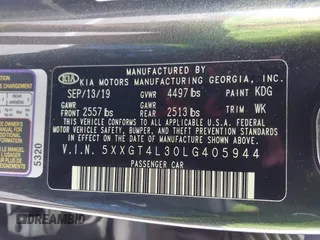 MANUFACTURED BY
KIA KIA MOTORS MANUFACTURING GEORGIA, INC.
SEP/13/19 GVWR 4497 lbs PAINT KDG
GAWR GAWR
FRONT 2557 lbs REAR 2513 lbs TRIM WK
THIS VEHICLE CONFORMS TO ALL APPLICABLE U.S.A. FEDERAL MOTOR
VEHICLE SAFETY, BUMPER, AND THEFT PREVENTION STANDARDS
IN EFFECT ON THE DATE OF MANUFACTURE SHOWN ABOVE.
V.I.N. 5XXGT4L30LG405944
PASSENGER CAR
5320
DREAMBID